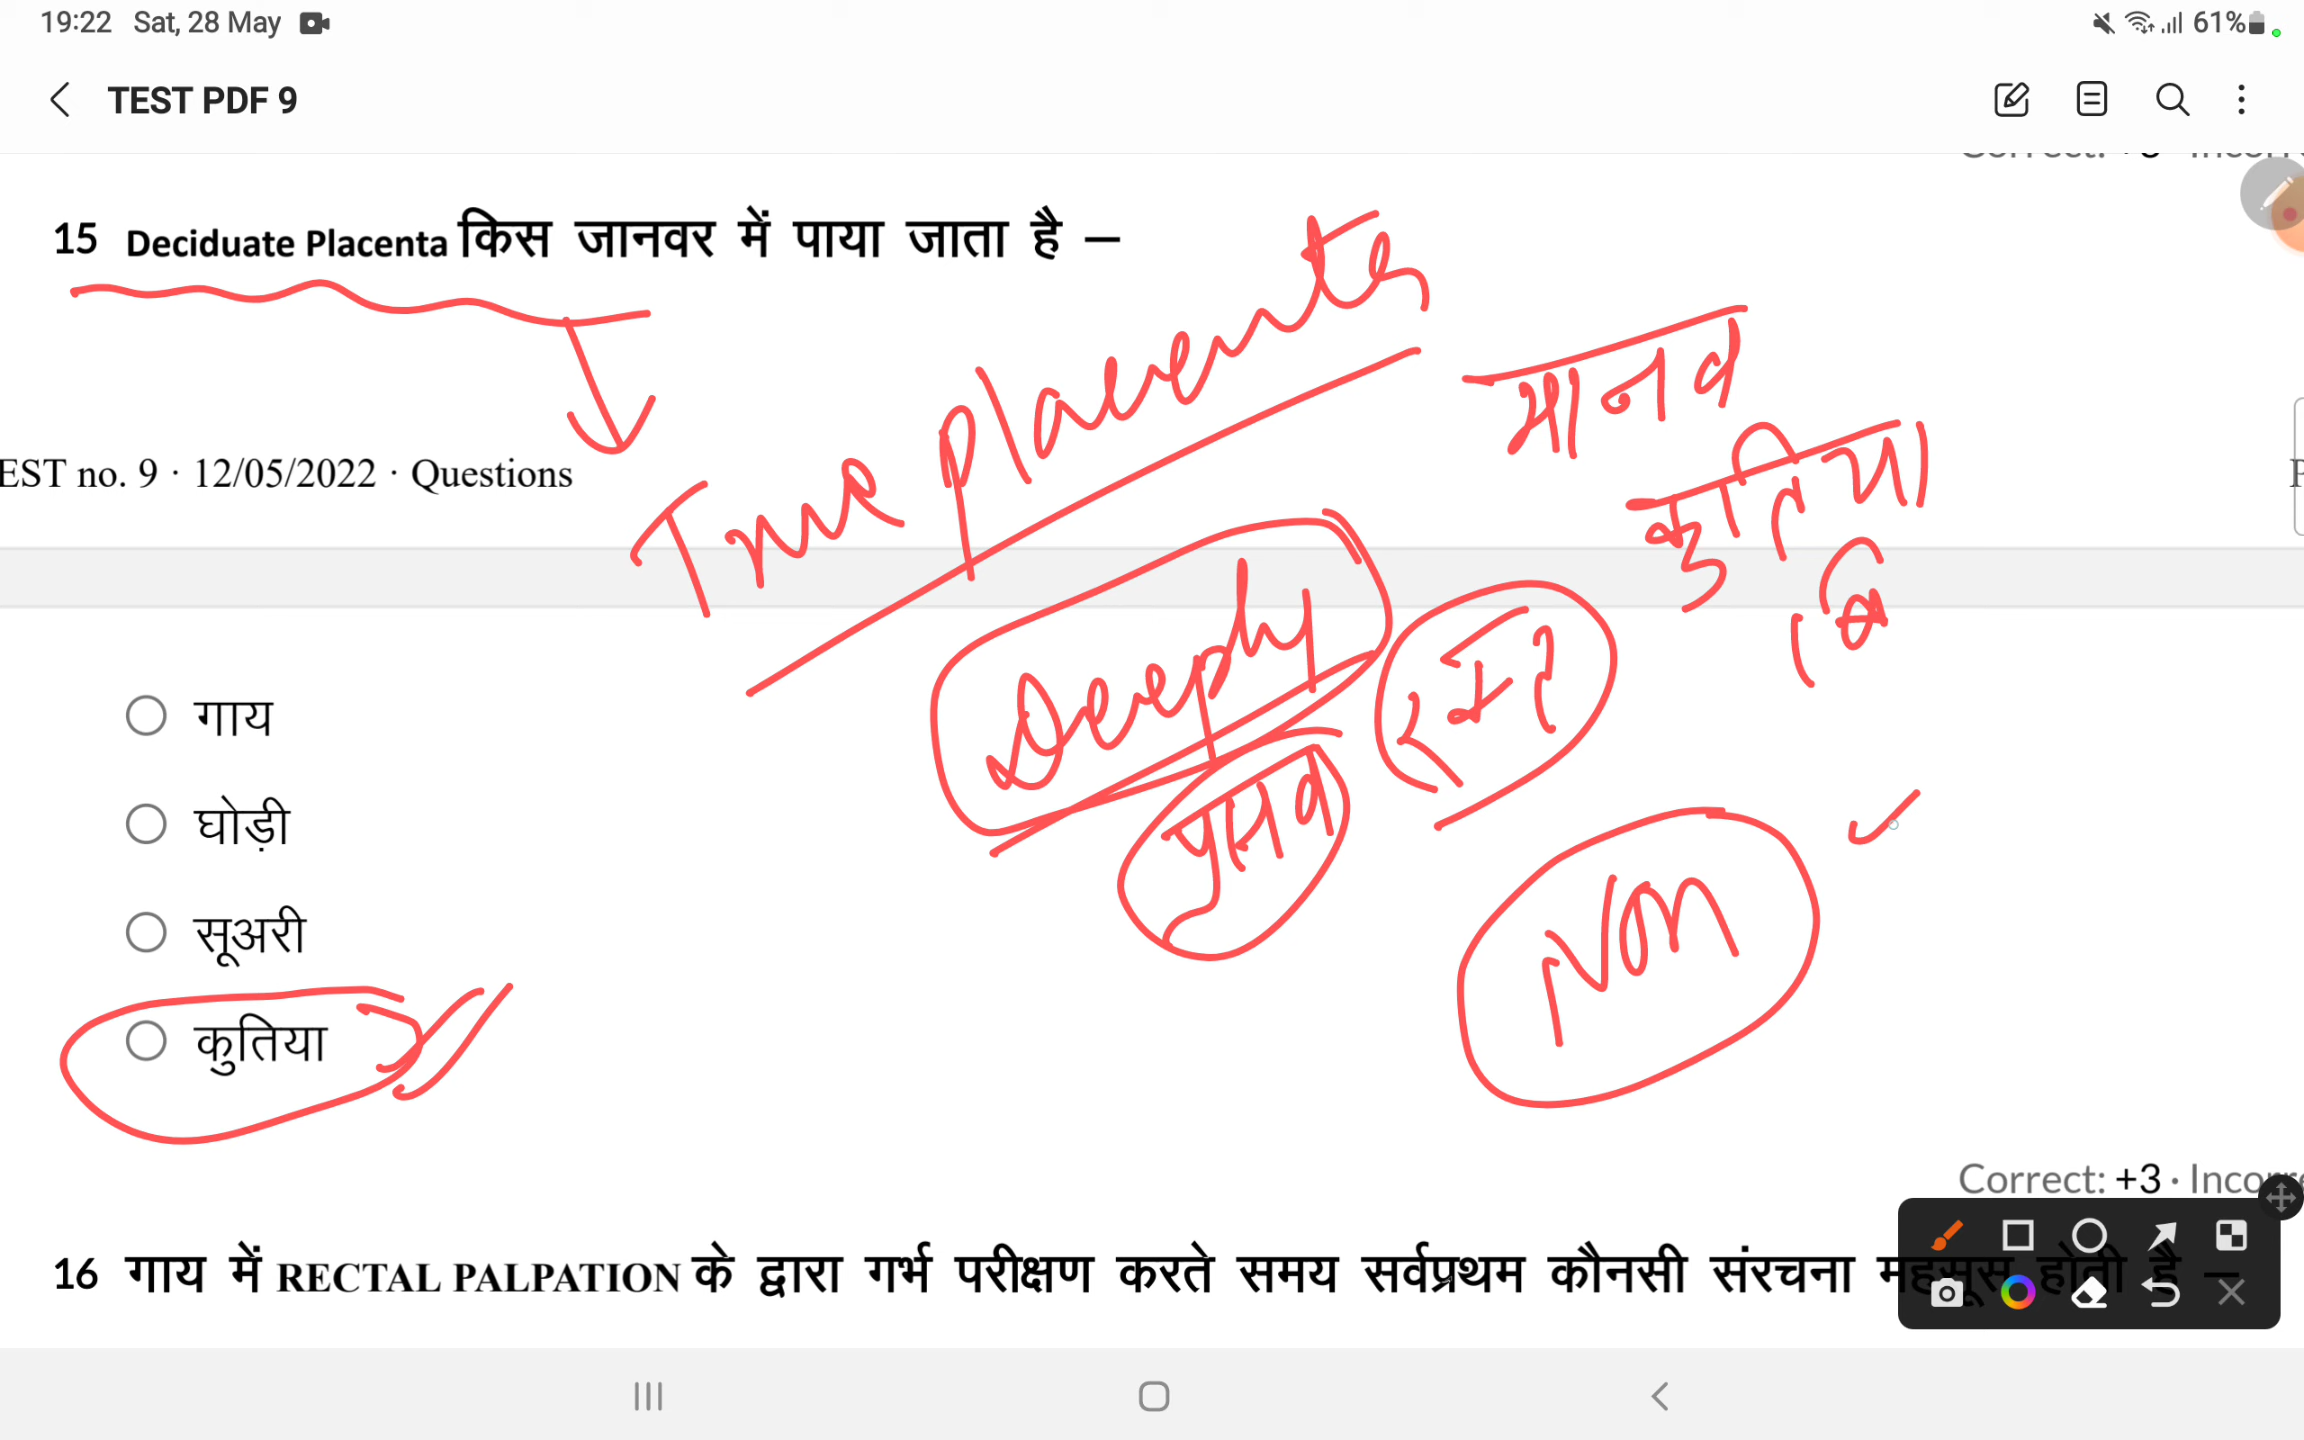 19:22 Sat, 28 May
61%
TEST PDF 9
15 Deciduate Placenta किस जानवर में पाया जाता है –
True placenta
मानव
कुतिया
EST no. 9 · 12/05/2022 · Questions
Deeply
प्रसव
Non
गाय
घोड़ी
सूअरी
कुतिया
Correct: +3 ·
16 गाय में RECTAL PALPATION के द्वारा गर्भ परीक्षण करते समय सर्वप्रथम कौनसी संरचना महसूस होती है –